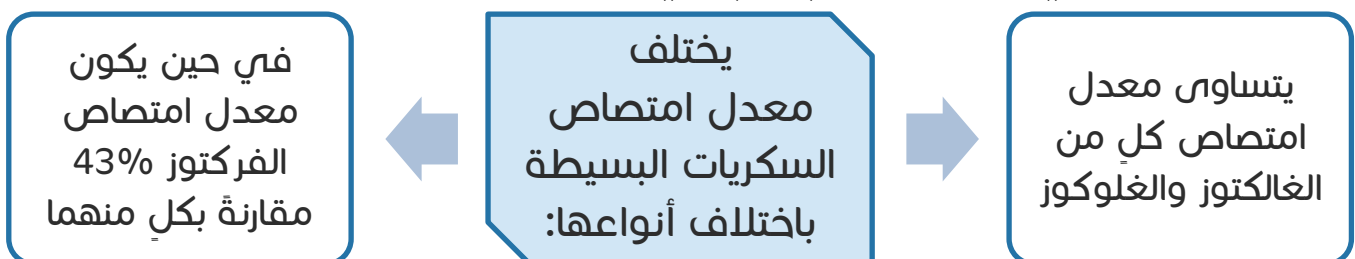 يختلف
معدل امتصاص
السكريات البسيطة
باختلاف أنواعها:
يتساوى معدل
امتصاص كلٍ من
الغالكتوز والغلوكوز
في حين يكون
معدل امتصاص
الفركتوز 43%
مقارنةً بكلٍ منهما